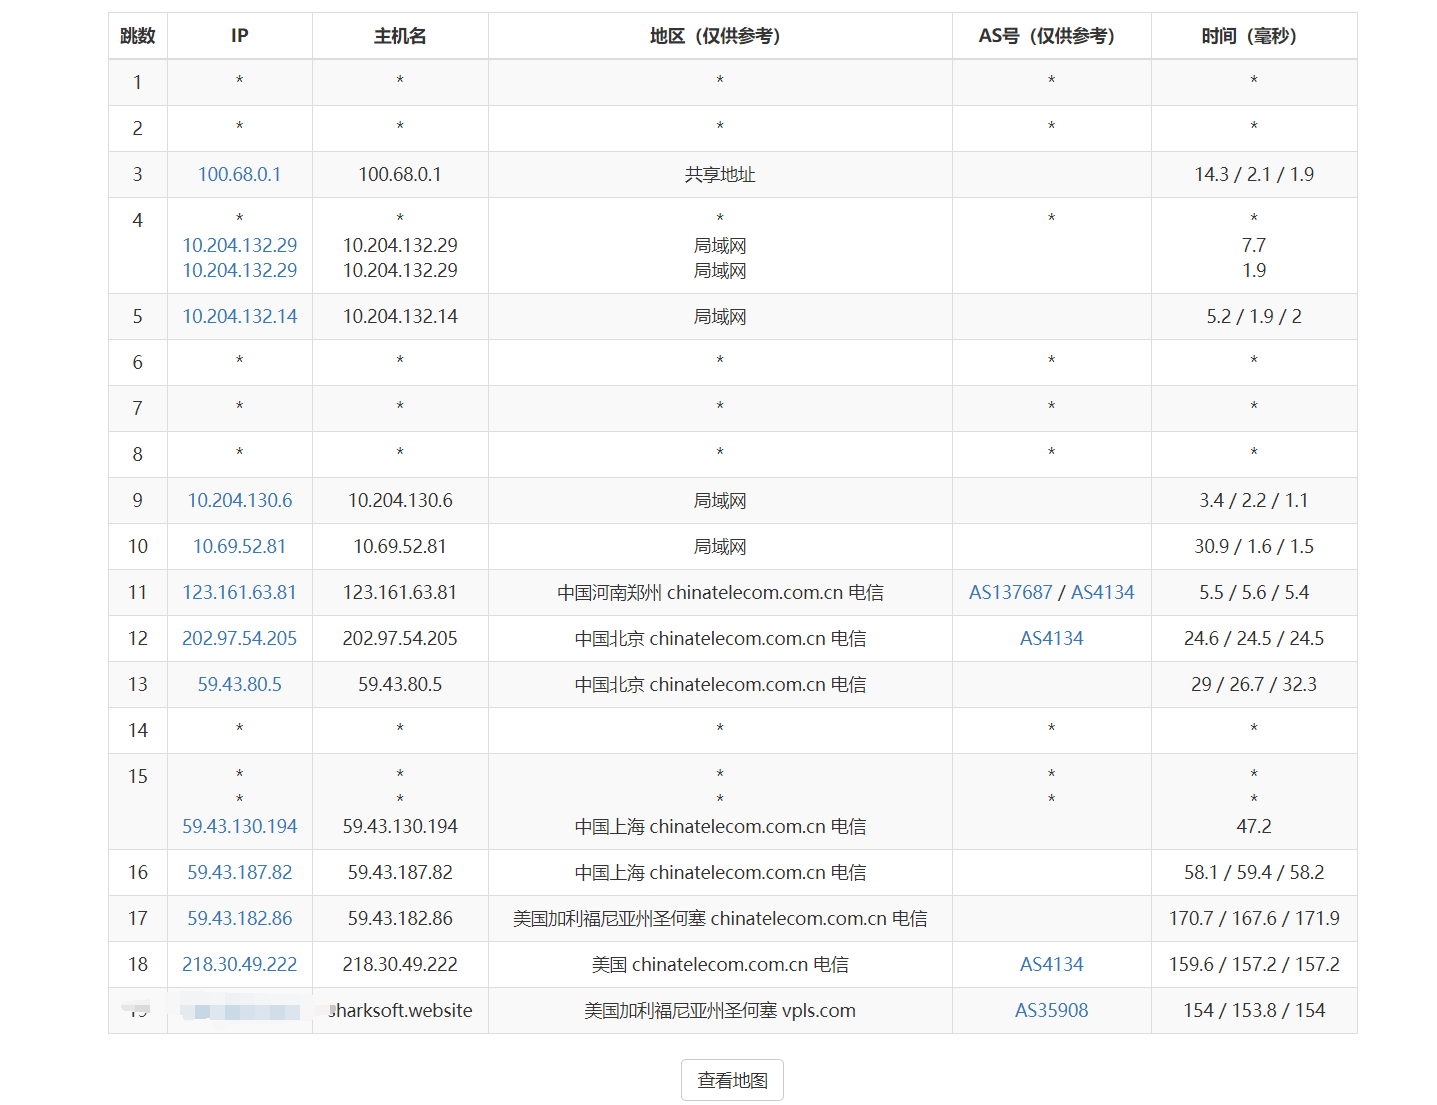 跳数 IP 主机名 地区（仅供参考） AS号（仅供参考） 时间（毫秒）
1 * * * * *
2 * * * * *
3 100.68.0.1 100.68.0.1 共享地址 14.3 / 2.1 / 1.9
4 * * * * *
10.204.132.29 10.204.132.29 局域网 7.7
10.204.132.29 10.204.132.29 局域网 1.9
5 10.204.132.14 10.204.132.14 局域网 5.2 / 1.9 / 2
6 * * * * *
7 * * * * *
8 * * * * *
9 10.204.130.6 10.204.130.6 局域网 3.4 / 2.2 / 1.1
10 10.69.52.81 10.69.52.81 局域网 30.9 / 1.6 / 1.5
11 123.161.63.81 123.161.63.81 中国河南郑州 chinatelecom.com.cn 电信 AS137687 / AS4134 5.5 / 5.6 / 5.4
12 202.97.54.205 202.97.54.205 中国北京 chinatelecom.com.cn 电信 AS4134 24.6 / 24.5 / 24.5
13 59.43.80.5 59.43.80.5 中国北京 chinatelecom.com.cn 电信 29 / 26.7 / 32.3
14 * * * * *
15 * * * * *
* * * * *
59.43.130.194 59.43.130.194 中国上海 chinatelecom.com.cn 电信 47.2
16 59.43.187.82 59.43.187.82 中国上海 chinatelecom.com.cn 电信 58.1 / 59.4 / 58.2
17 59.43.182.86 59.43.182.86 美国加利福尼亚州圣何塞 chinatelecom.com.cn 电信 170.7 / 167.6 / 171.9
18 218.30.49.222 218.30.49.222 美国 chinatelecom.com.cn 电信 AS4134 159.6 / 157.2 / 157.2
19 sharksoft.website 美国加利福尼亚州圣何塞 vpls.com AS35908 154 / 153.8 / 154
查看地图